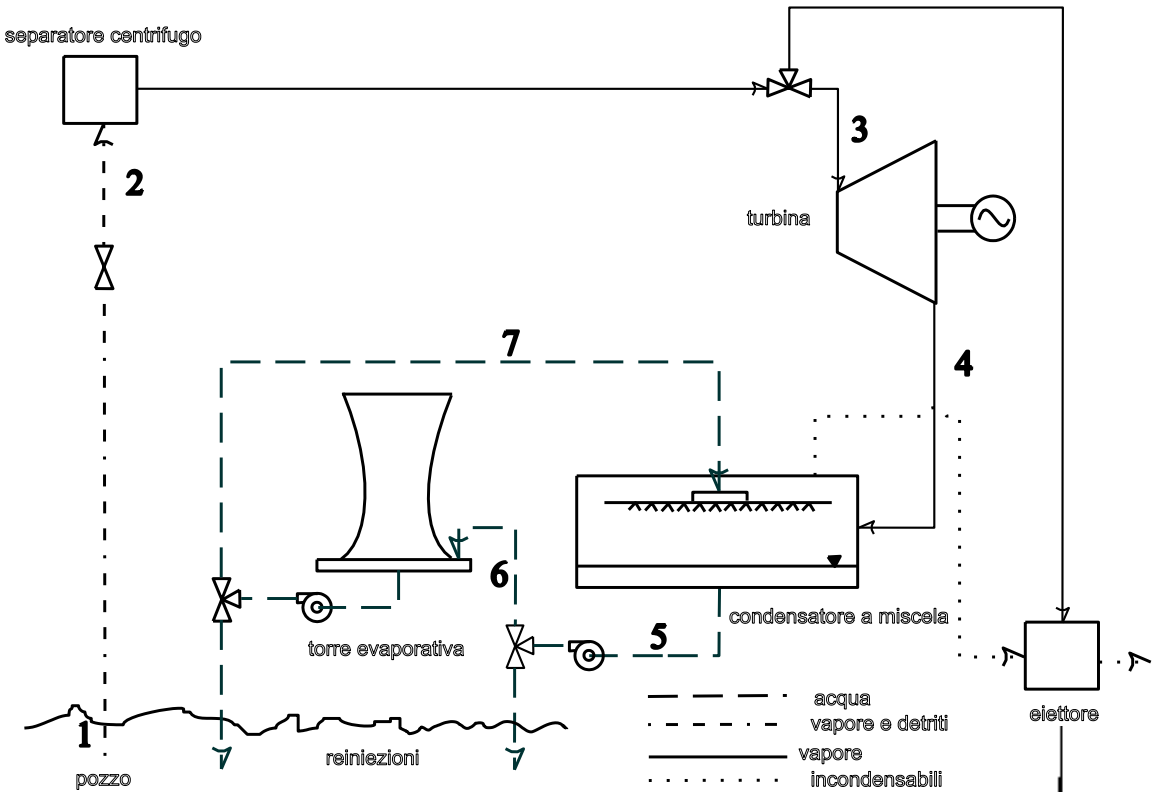 separatore centrifugo
3
2
turbina
7
4
6
condensatore a miscela
5
torre evaporativa
acqua
eiettore
vapore e detriti
1
vapore
reiniezioni
pozzo
incondensabili